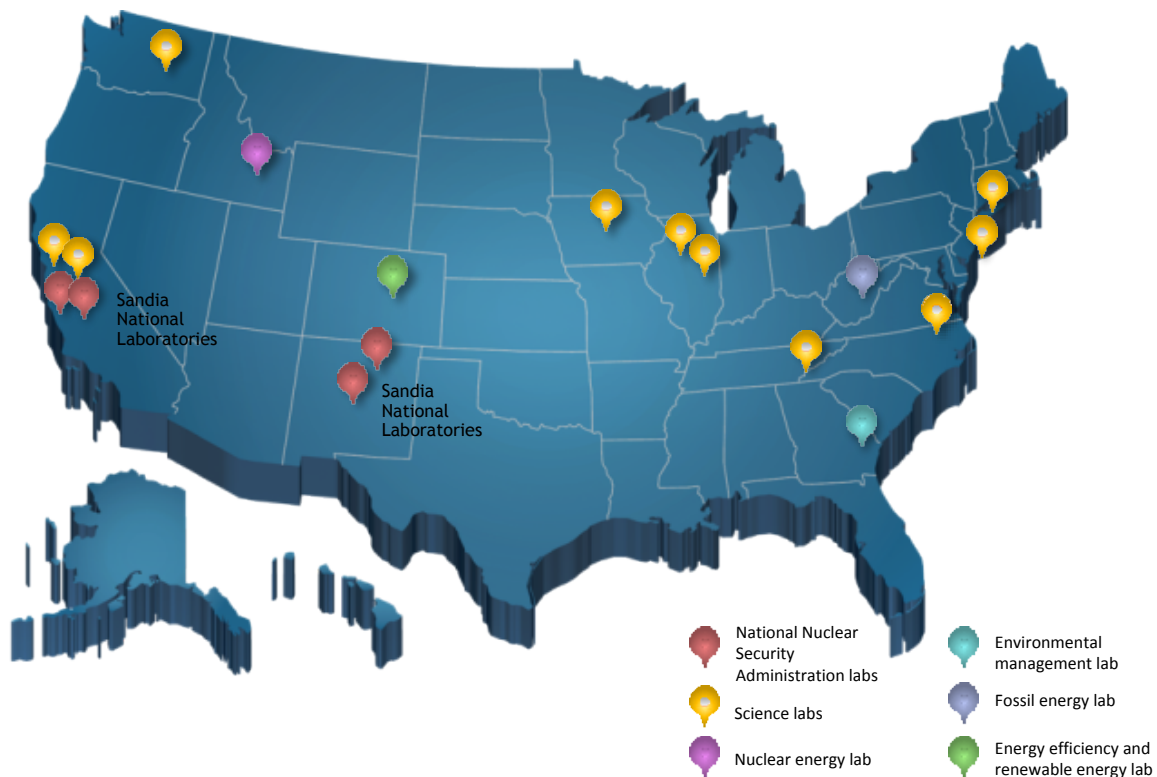 Sandia
National
Laboratories
Sandia
National
Laboratories
National Nuclear
Security
Administration labs
Science labs
Nuclear energy lab
Environmental
management lab
Fossil energy lab
Energy efficiency and
renewable energy lab